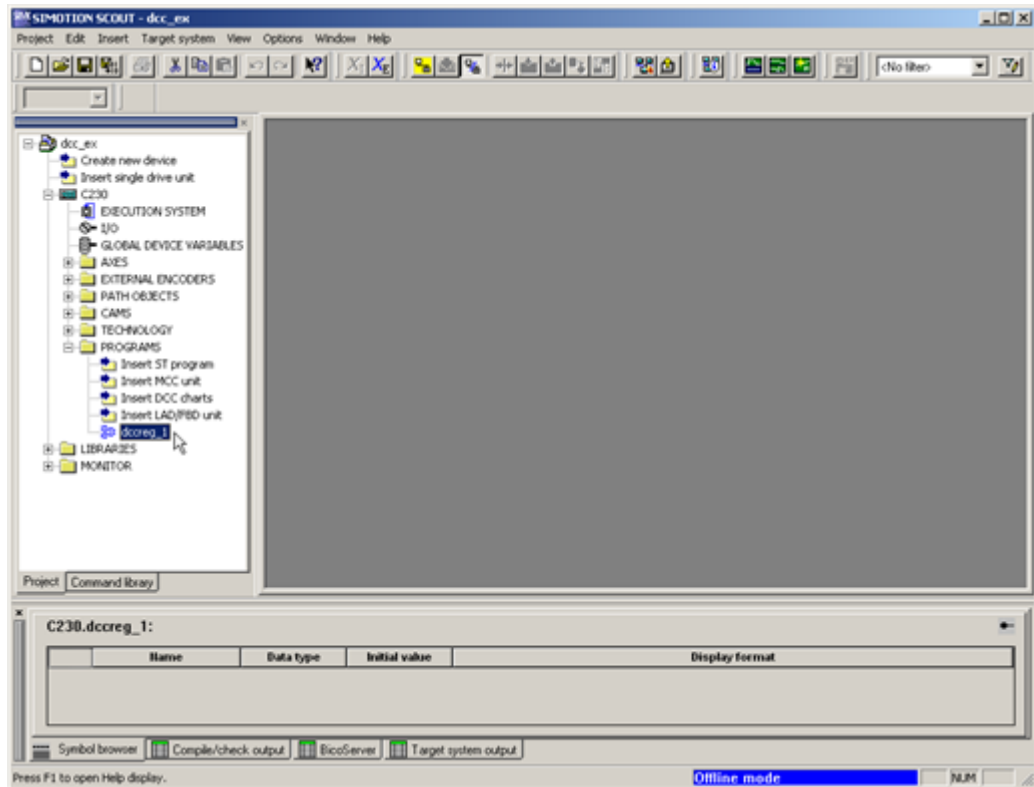 SIMOTION SCOUT - dcc_ex
Project Edit Insert Target system View Options Window Help
<No filter>
dcc_ex
Create new device
Insert single drive unit
C230
EXECUTION SYSTEM
I/O
GLOBAL DEVICE VARIABLES
AXES
EXTERNAL ENCODERS
PATH OBJECTS
CAMS
TECHNOLOGY
PROGRAMS
Insert ST program
Insert MCC unit
Insert DCC charts
Insert LAD/FBD unit
dccreg_1
LIBRARIES
MONITOR
Project Command library
C230.dccreg_1:
Name Data type Initial value Display format
Symbol browser Compile/check output BicoServer Target system output
Press F1 to open Help display. Offline mode NUM